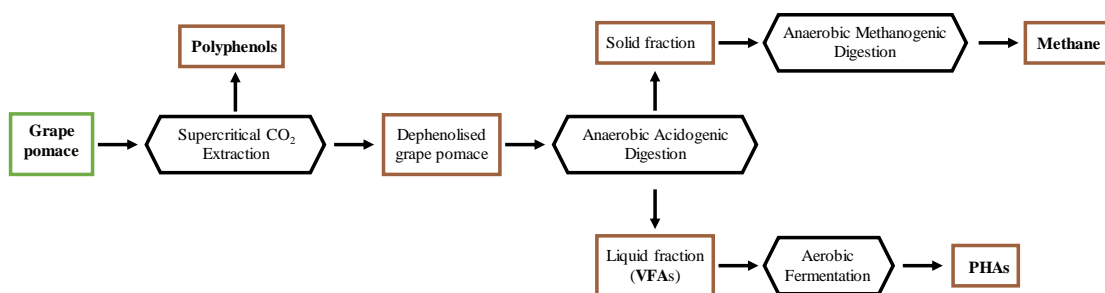 Polyphenols
Grape
pomace
Supercritical CO₂
Extraction
Dephenolised
grape pomace
Anaerobic Acidogenic
Digestion
Solid fraction
Anaerobic Methanogenic
Digestion
Methane
Liquid fraction
(VFAs)
Aerobic
Fermentation
PHAs